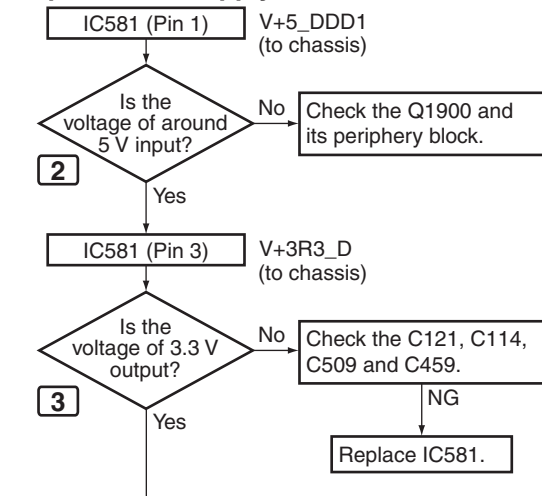 IC581 (Pin 1)
V+5_DDD1
(to chassis)
Is the
voltage of around
5 V input?
No
Check the Q1900 and
its periphery block.
2
Yes
IC581 (Pin 3)
V+3R3_D
(to chassis)
Is the
voltage of 3.3 V
output?
No
Check the C121, C114,
C509 and C459.
3
Yes
NG
Replace IC581.